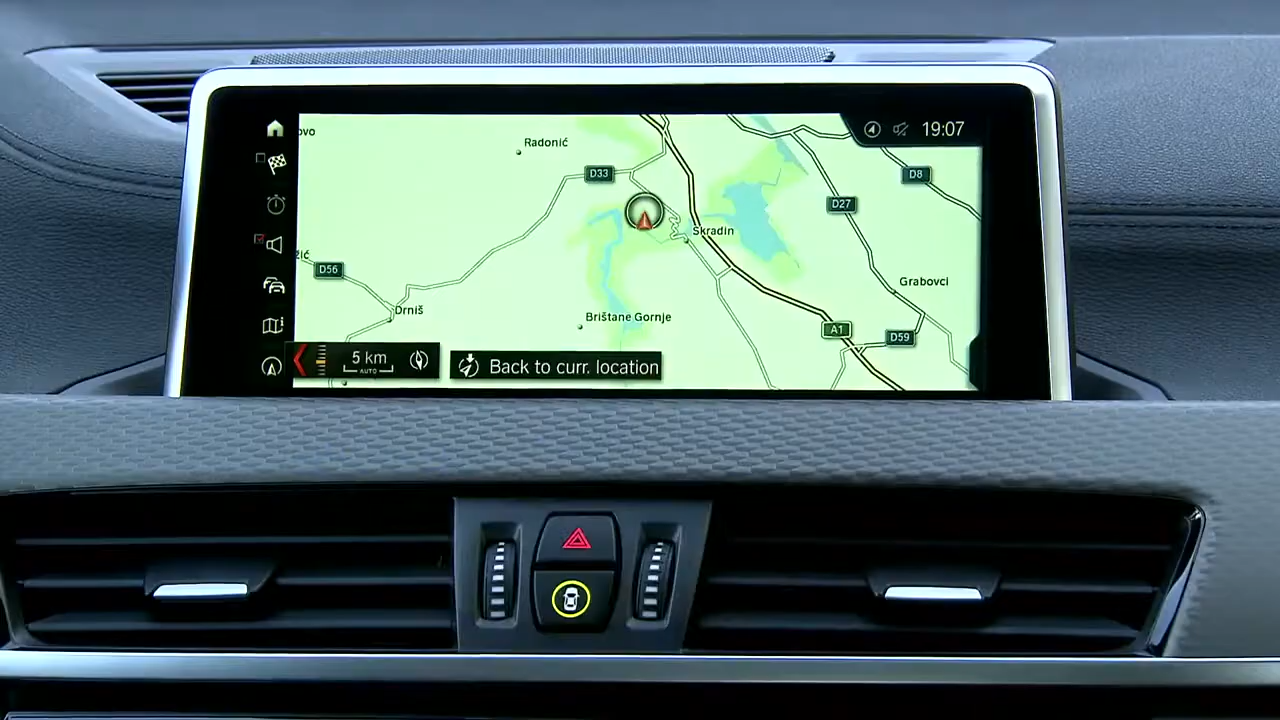 ovo
Radonić
19:07
D33
D8
D27
Skradin
žić
D56
Grabovci
Drniš
Brištane Gornje
A1
D59
5 km
AUTO
Back to curr. location